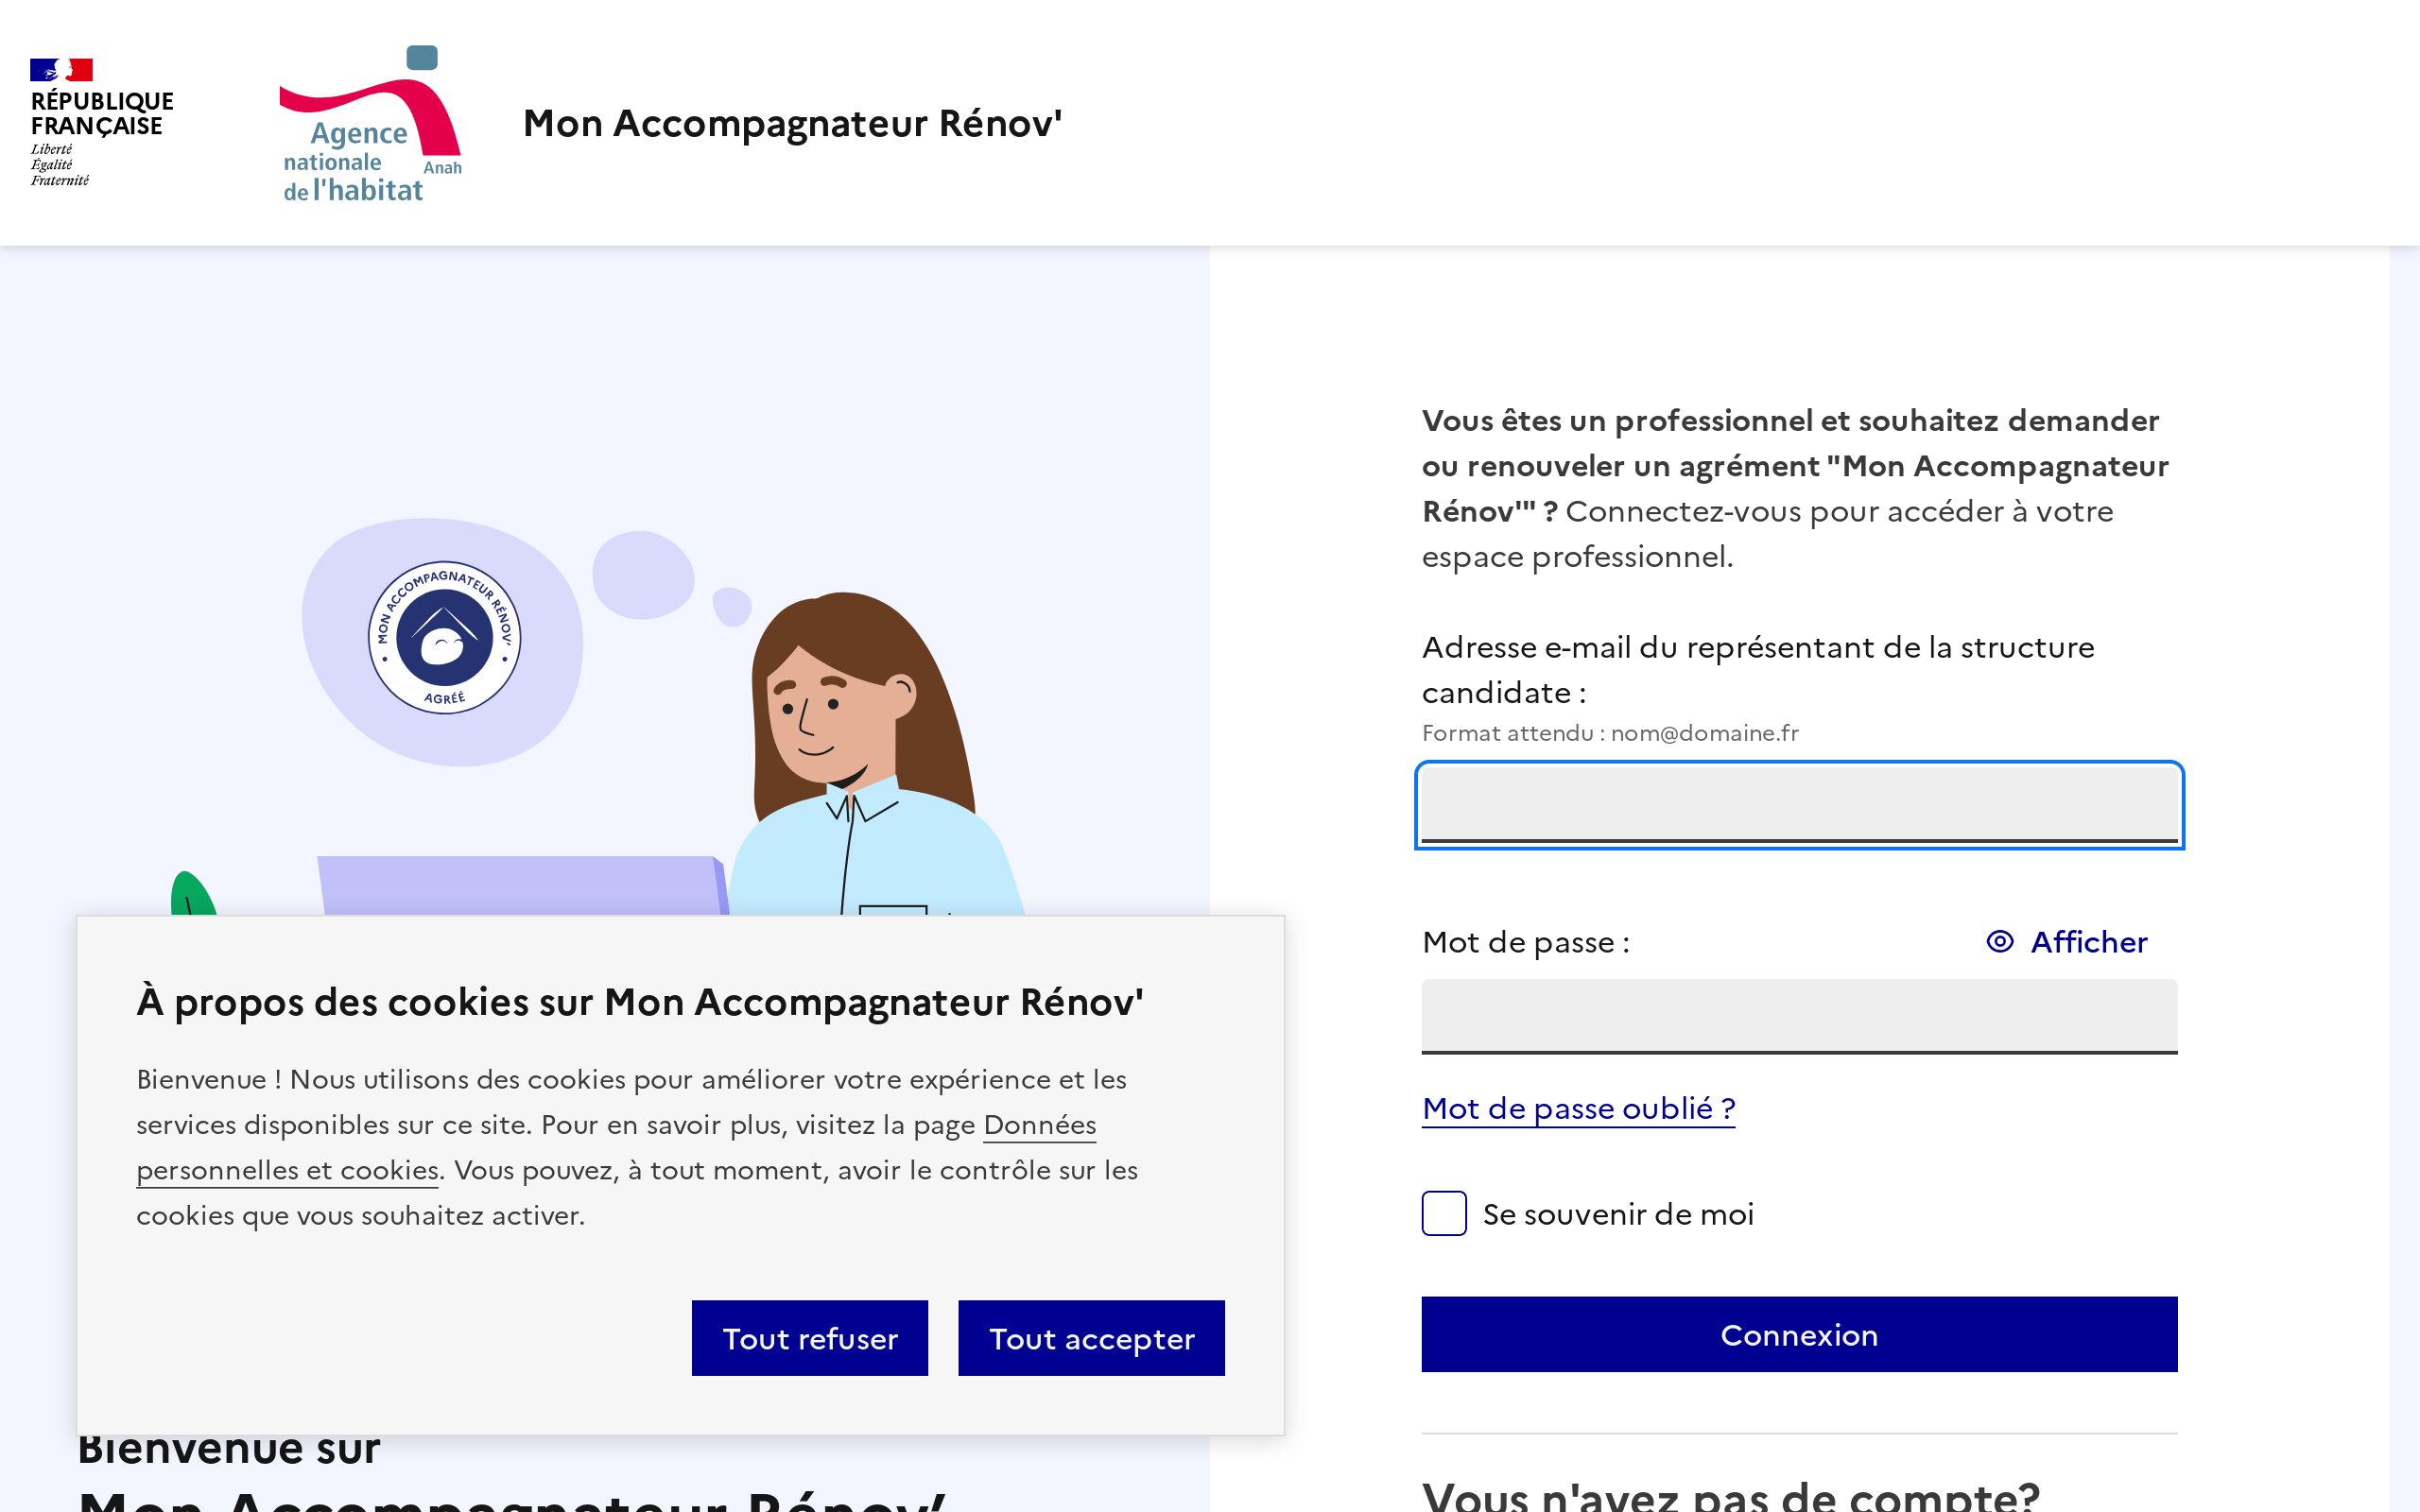 RÉPUBLIQUE
FRANÇAISE
Liberté
Égalité
Fraternité
Agence
nationale
de l'habitat
Anah
Mon Accompagnateur Rénov'
MON ACCOMPAGNATEUR RÉNOV'
AGRÉÉ
Vous êtes un professionnel et souhaitez demander
ou renouveler un agrément "Mon Accompagnateur
Rénov'" ? Connectez-vous pour accéder à votre
espace professionnel.
Adresse e-mail du représentant de la structure
candidate :
Format attendu : nom@domaine.fr
Mot de passe :
Afficher
Mot de passe oublié ?
Se souvenir de moi
Connexion
Vous n'avez pas de compte?
À propos des cookies sur Mon Accompagnateur Rénov'
Bienvenue ! Nous utilisons des cookies pour améliorer votre expérience et les
services disponibles sur ce site. Pour en savoir plus, visitez la page Données
personnelles et cookies. Vous pouvez, à tout moment, avoir le contrôle sur les
cookies que vous souhaitez activer.
Tout refuser
Tout accepter
Bienvenue sur
Mon Accompagnateur Rénov’